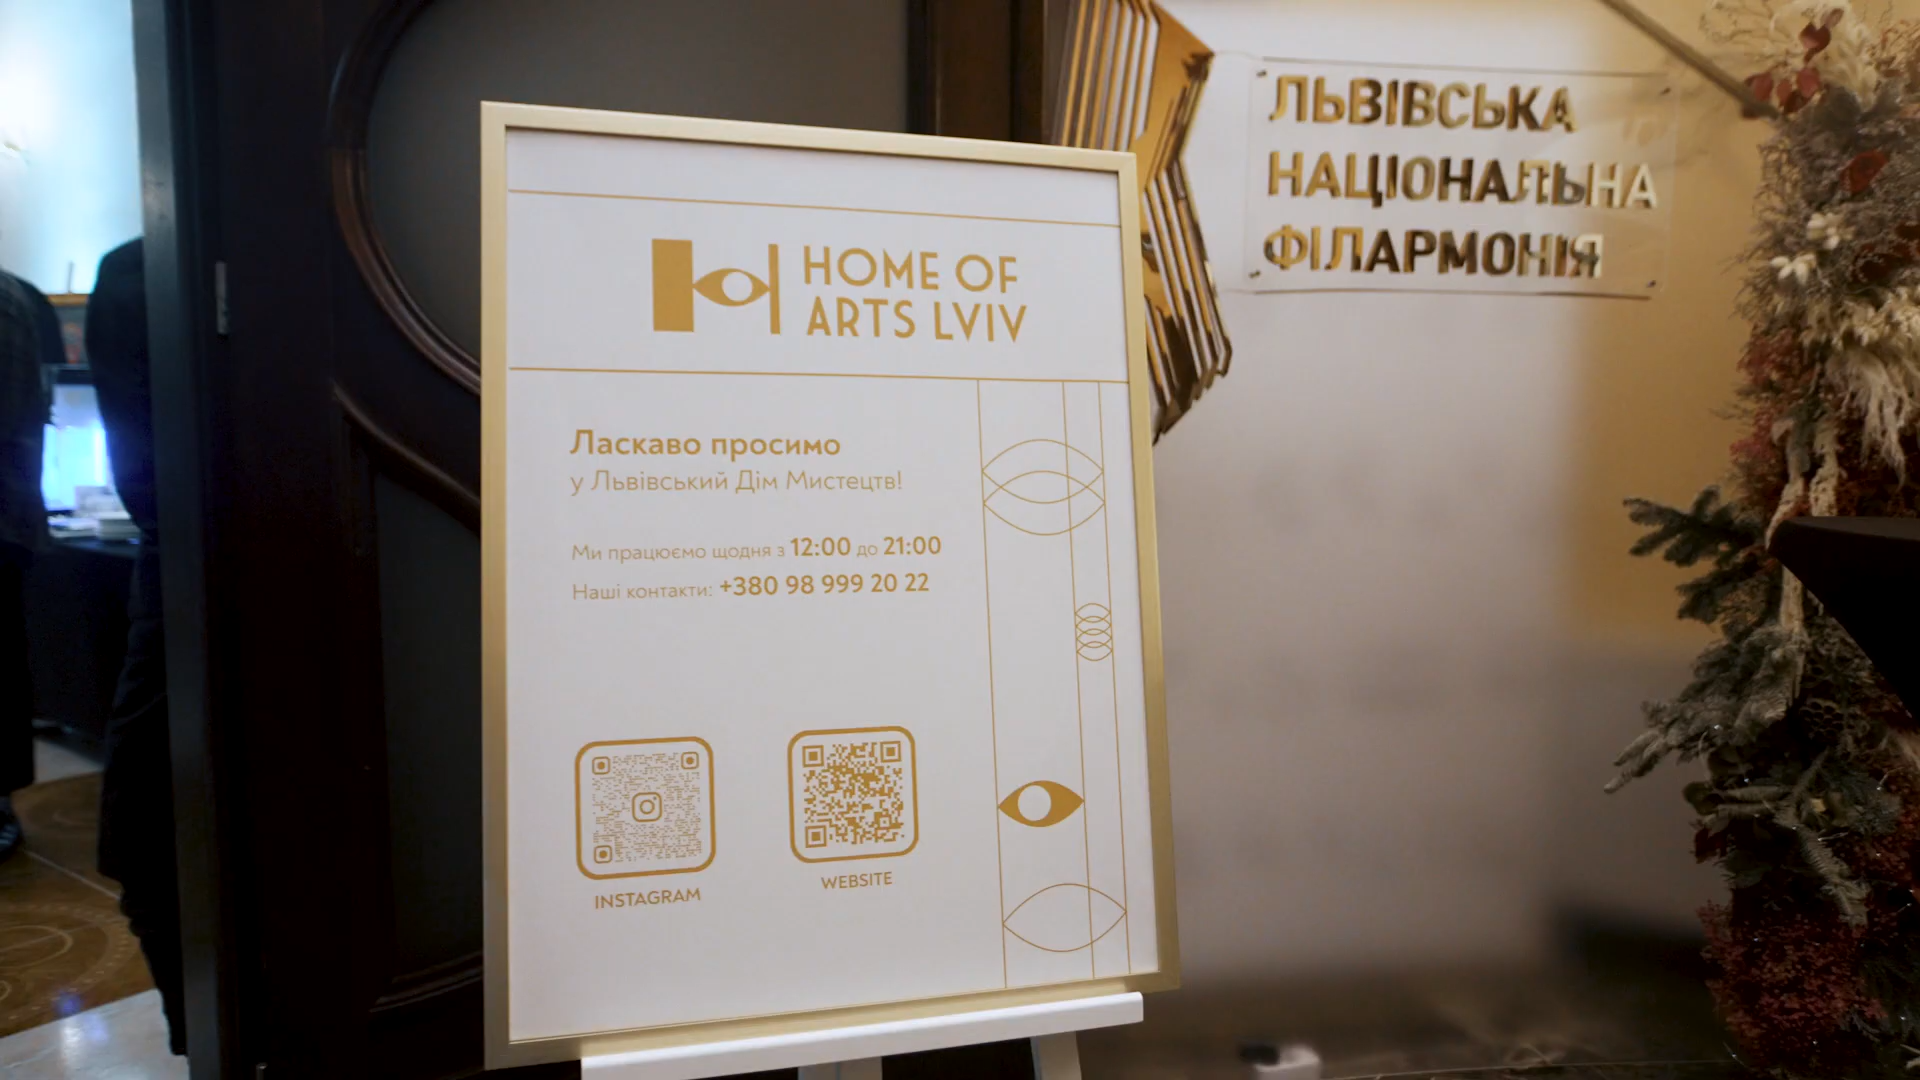 HOME OF
ARTS LVIV
Ласкаво просимо
у Львівський Дім Мистецтв!
Ми працюємо щодня з 12:00 до 21:00
Наші контакти: +380 98 999 20 22
INSTAGRAM
WEBSITE
ЛЬВІВСЬКА
НАЦІОНАЛЬНА
ФІЛАРМОНІЯ